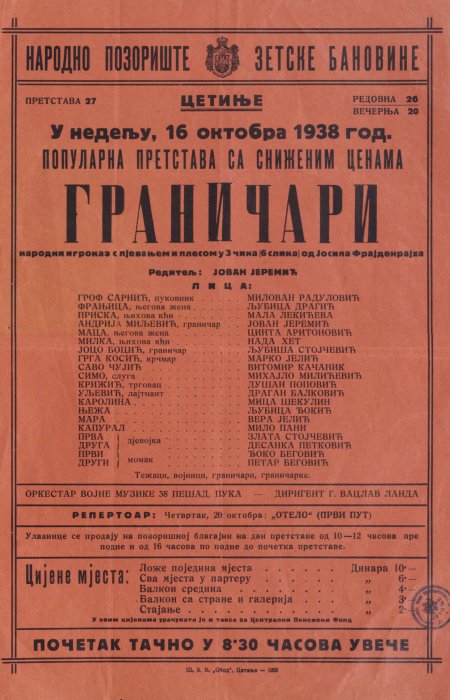 НАРОДНО ПОЗОРИШТЕ ЗЕТСКЕ БАНОВИНЕ
ПРЕТСТАВА 27
ЦЕТИЊЕ
РЕДОВНА 26
ВЕЧЕРЊА 20
У недељу, 16 октобра 1938 год.
ПОПУЛАРНА ПРЕТСТАВА СА СНИЖЕНИМ ЦЕНАМА
ГРАНИЧАРИ
народни игроказ с пјевањем и плесом у 3 чина (6 слика) од Јосипа Фрајденрајха
Редитељ: ЈОВАН ЈЕРЕМИЋ
ЛИЦА:
ГРОФ САРНИЋ, пуковник . . . МИЛОВАН РАДУЛОВИЋ
ФРАЊИЦА, његова жена . . . ЉУБИЦА ДРАГИЋ
ПРИСКА, њихова кћи . . . МАЛА ЛЕКИЋЕВА
АНДРИЈА МИЉЕВИЋ, граничар . . . ЈОВАН ЈЕРЕМИЋ
МАЦА, његова жена . . . ЦИНТА АРИТОНОВИЋ
МИЛКА, њихова кћи . . . НАДА ХЕТ
ЈОЦО БОЦИЋ, граничар . . . ЉУБИША СТОЈЧЕВИЋ
ГРГА КОСИЋ, крчмар . . . МАРКО ЈЕЛИЋ
САВО ЧУЈИЋ . . . ВИТОМИР КАЧАНИК
СИМО, слуга . . . МИХАЈЛО МИЛИЋЕВИЋ
КРИЖИЋ, трговац . . . ДУШАН ПОПОВИЋ
УЉЕВИЋ, лајтнант . . . ДРАГАН БАЛКОВИЋ
КАРОЛИНА . . . МИЦА ШЕКУЛИН
ЊЕЖА . . . ЉУБИЦА ЂОКИЋ
МАРА . . . ВЕРА ЈЕЛИЋ
КАПУРАЛ . . . МИЛО ПАНИ
ПРВА } дјевојка . . . ЗЛАТА СТОЈЧЕВИЋ
ДРУГА } . . . ДЕСАНКА ПЕТКОВИЋ
ПРВИ } момак . . . ЂОКО БЕГОВИЋ
ДРУГИ } . . . ПЕТАР БЕГОВИЋ
Тежаци, војници, граничари, граничарке.
ОРКЕСТАР ВОЈНЕ МУЗИКЕ 38 ПЕШАД. ПУКА — ДИРИГЕНТ Г. ВАЦЛАВ ЛАНДА
РЕПЕРТОАР: Четвртак, 20 октобра: „ОТЕЛО" (ПРВИ ПУТ)
Улазнице се продају на позоришној благајни на дан претставе од 10—12 часова пре
подне и од 16 часова по подне до почетка претставе.
Цијене мјеста:
Ложе поједина мјеста . . . Динара 10·—
Сва мјеста у партеру . . . „ 6·—
Балкон средина . . . „ 4·
Балкон са стране и галерија . . . „ 3·
Стајање . . . „ 2·
У овим цијенама урачуната је и такса за Централни Пензиони Фонд
ПОЧЕТАК ТАЧНО У 8·30 ЧАСОВА УВЕЧЕ
Ш. З. К. „Обод", Цетиње — 1938